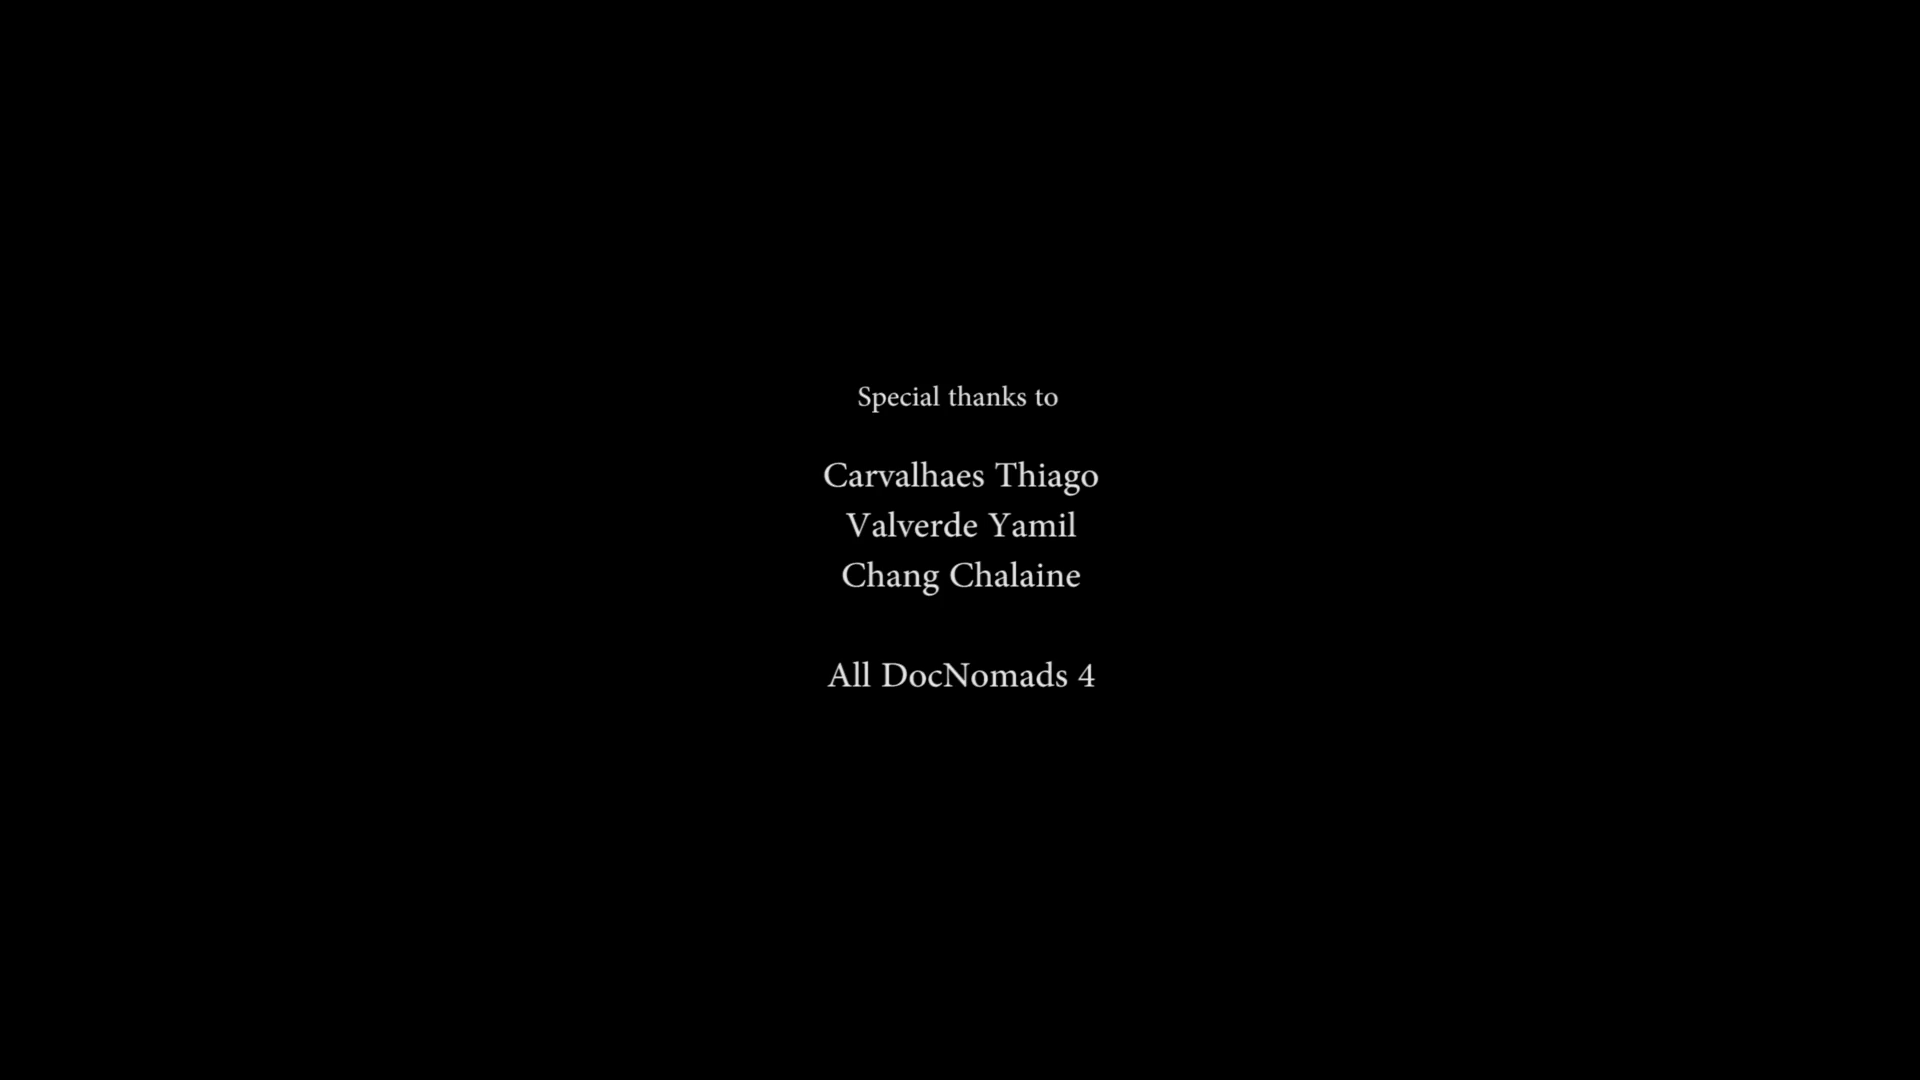 Special thanks to
Carvalhaes Thiago
Valverde Yamil
Chang Chalaine
All DocNomads 4